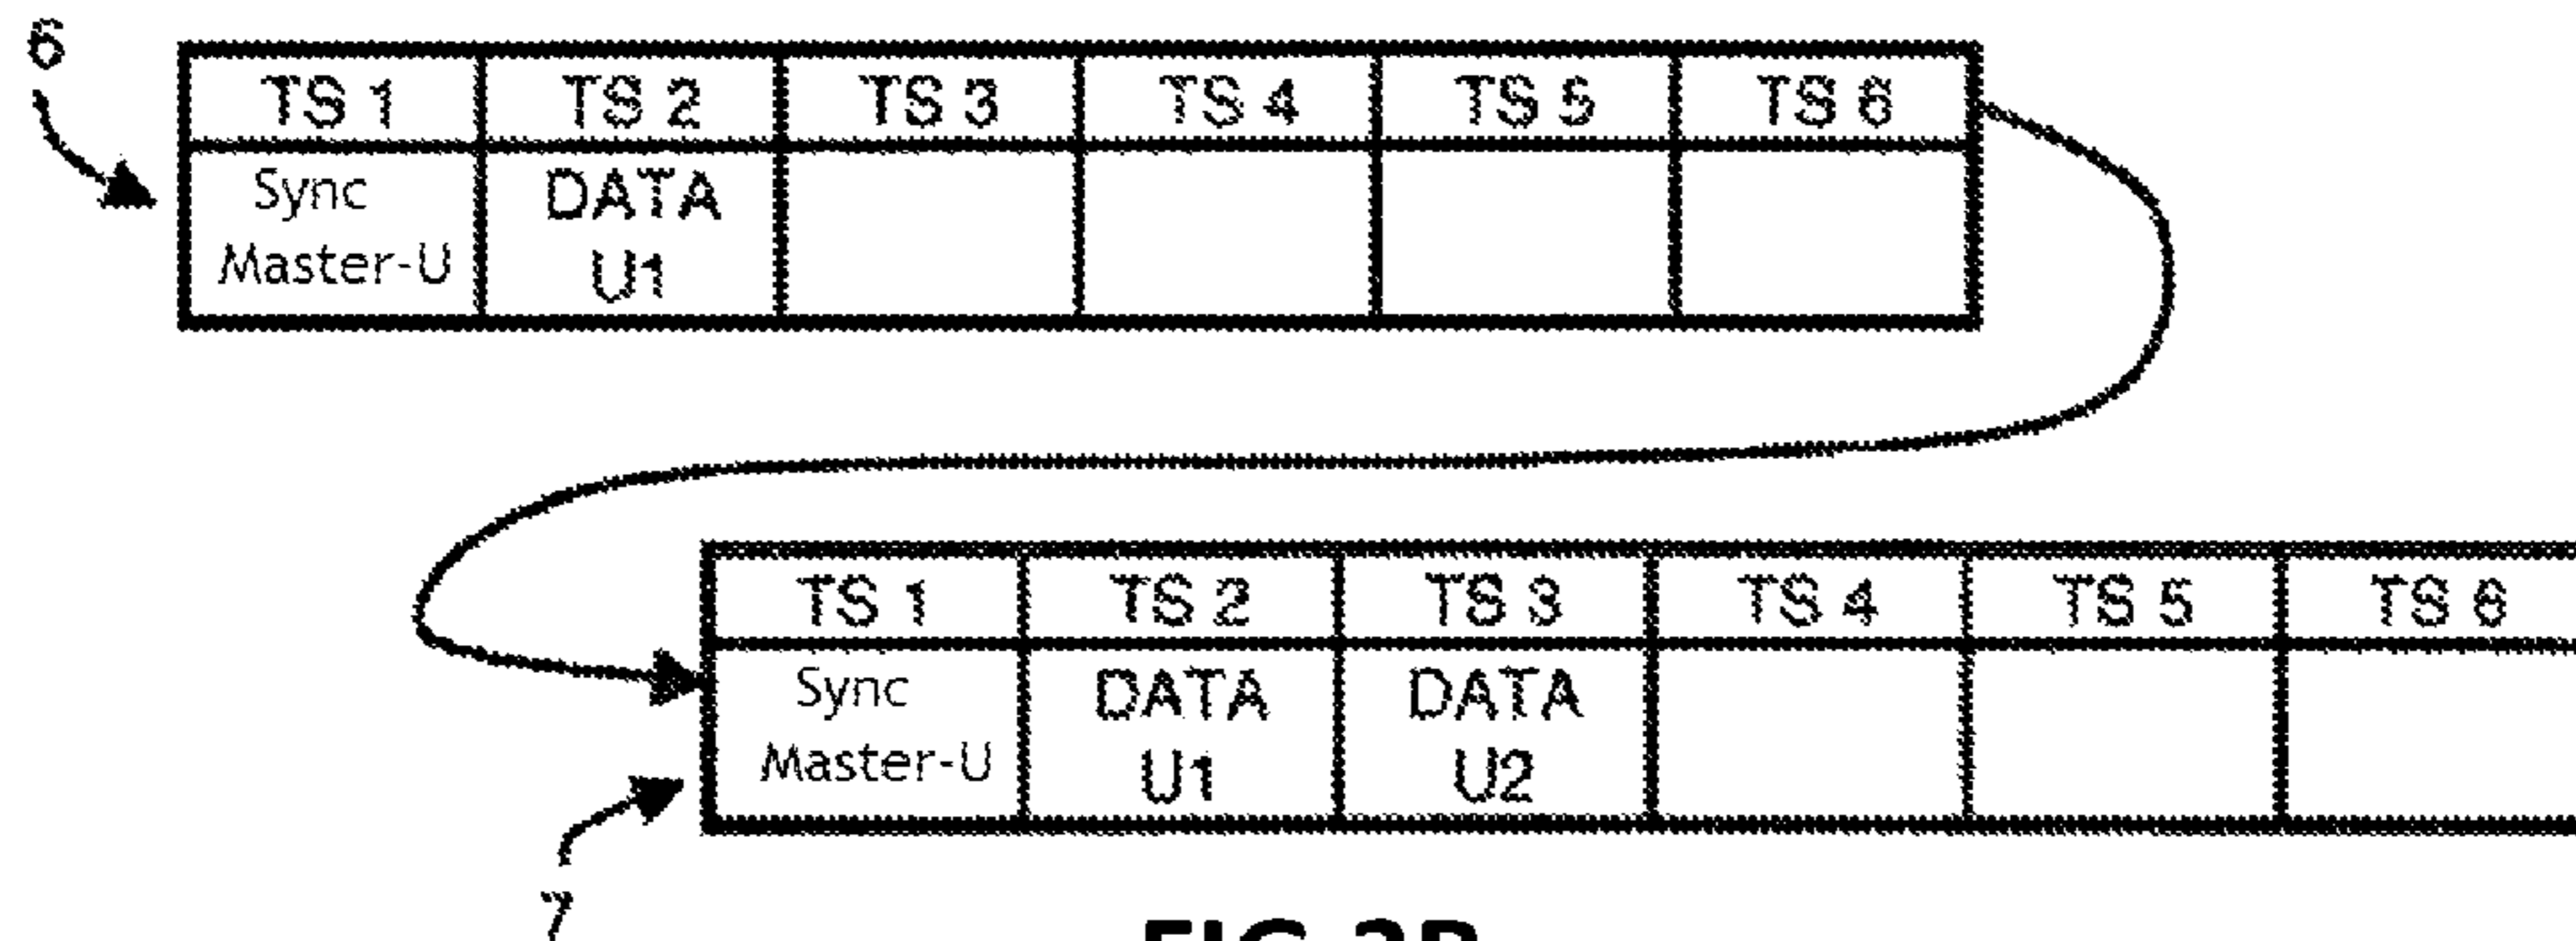 6
TS 1 TS 2 TS 3 TS 4 TS 5 TS 6
Sync DATA
Master-U U1
TS 1 TS 2 TS 3 TS 4 TS 5 TS 6
Sync DATA DATA
Master-U U1 U2
7